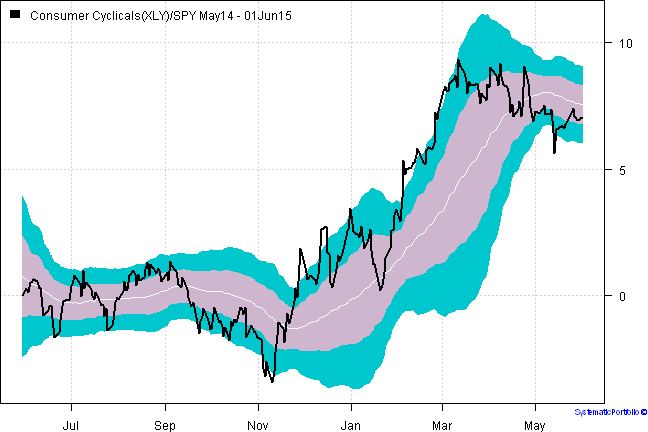 Consumer Cyclicals(XLY)/SPY May14 - 01Jun15
10
5
0
Jul Sep Nov Jan Mar May
SystematicPortfolio ©